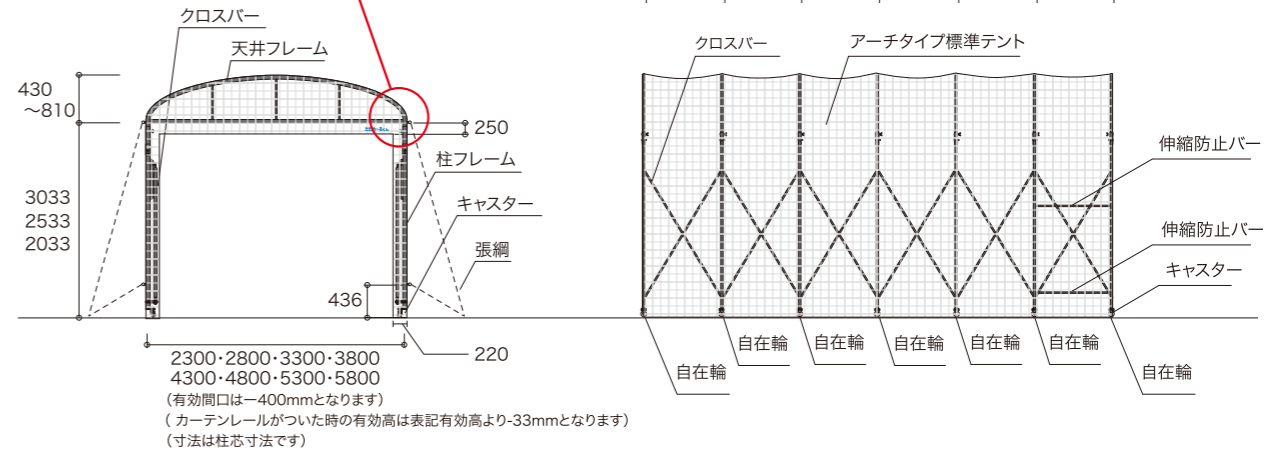 クロスバー
天井フレーム
430
～810
250
柱フレーム
3033
2533
2033
キャスター
張綱
436
220
2300・2800・3300・3800
4300・4800・5300・5800
(有効間口は－400mmとなります)
( カーテンレールがついた時の有効高は表記有効高より-33mmとなります)
(寸法は柱芯寸法です)
クロスバー
アーチタイプ標準テント
伸縮防止バー
伸縮防止バー
キャスター
自在輪
自在輪
自在輪
自在輪
自在輪
自在輪
自在輪